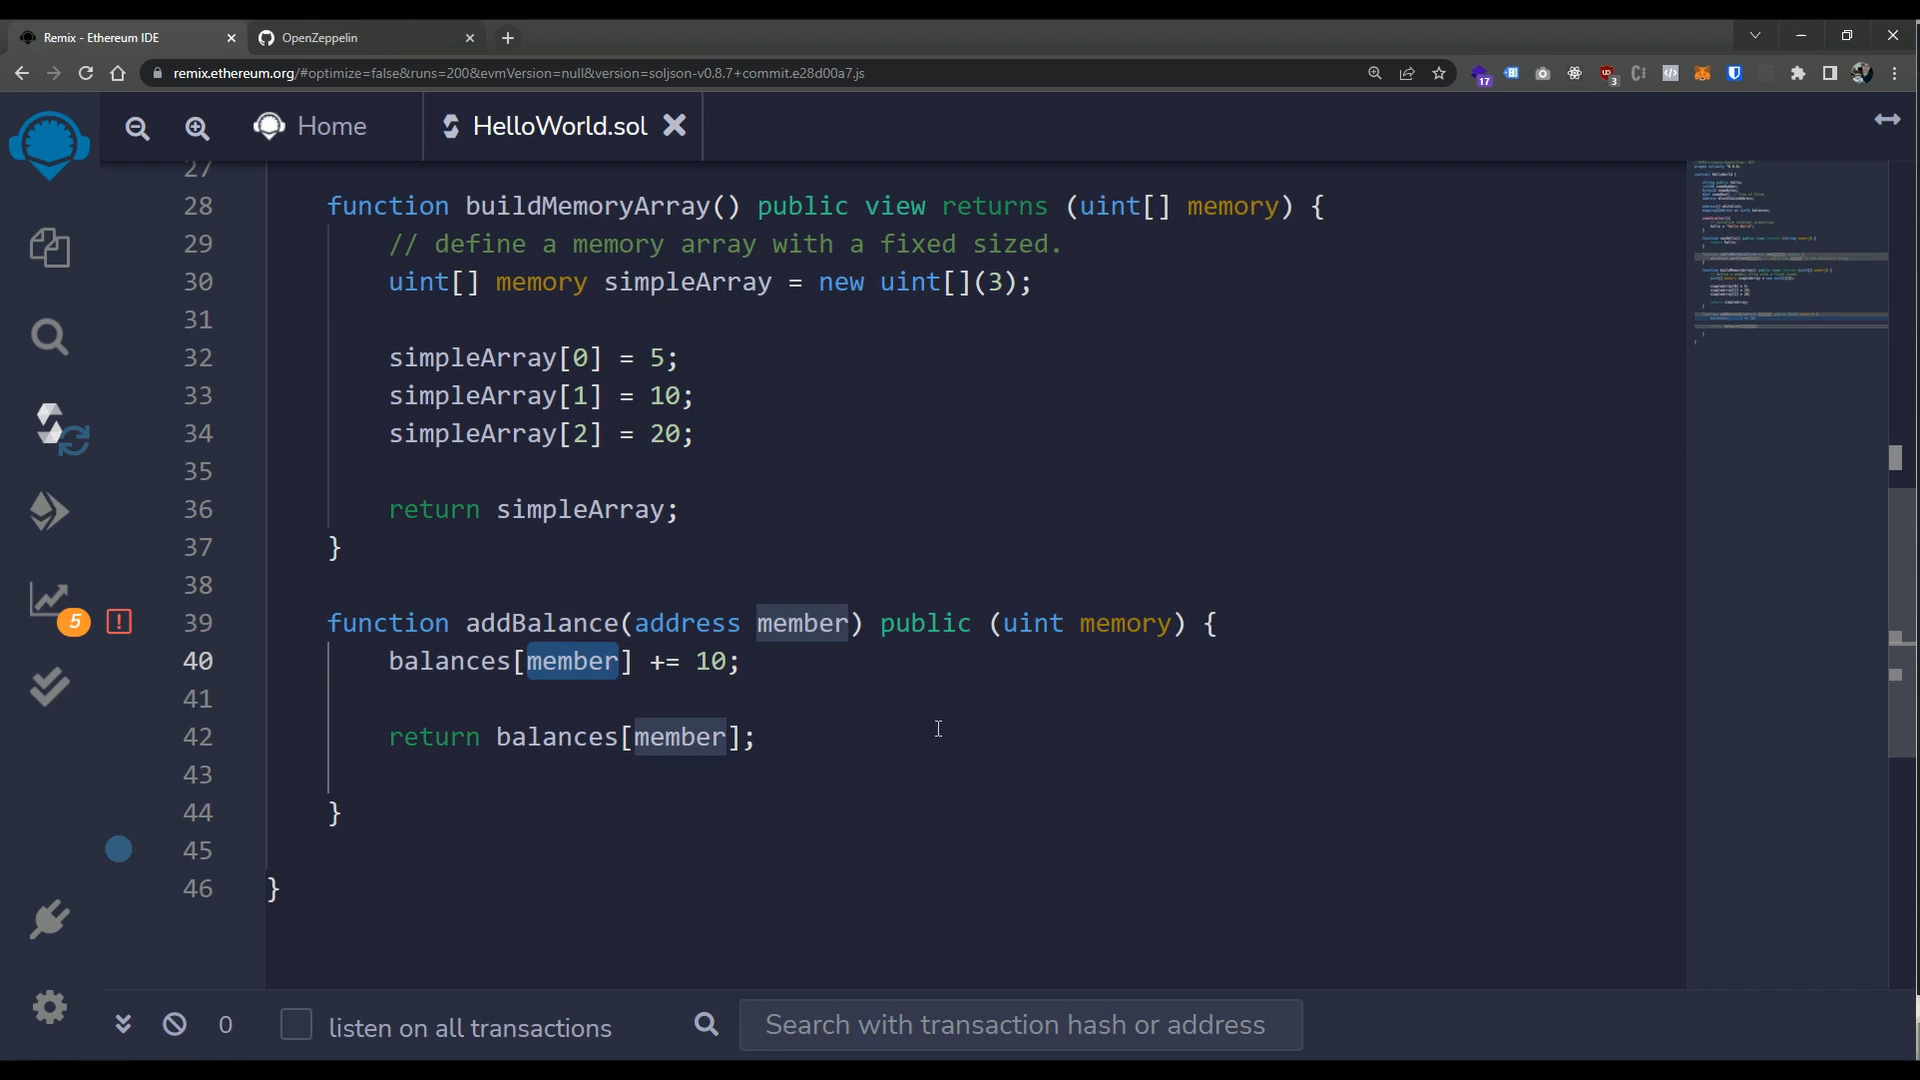 Remix - Ethereum IDE
OpenZeppelin
remix.ethereum.org/#optimize=false&runs=200&evmVersion=null&version=soljson-v0.8.7+commit.e28d00a7.js
17
3
Home
HelloWorld.sol
27
28 function buildMemoryArray() public view returns (uint[] memory) {
29 // define a memory array with a fixed sized.
30 uint[] memory simpleArray = new uint[](3);
31
32 simpleArray[0] = 5;
33 simpleArray[1] = 10;
34 simpleArray[2] = 20;
35
36 return simpleArray;
37 }
38
5
39 function addBalance(address member) public (uint memory) {
40 balances[member] += 10;
41
42 return balances[member];
43
44 }
45
46 }
0 listen on all transactions Search with transaction hash or address